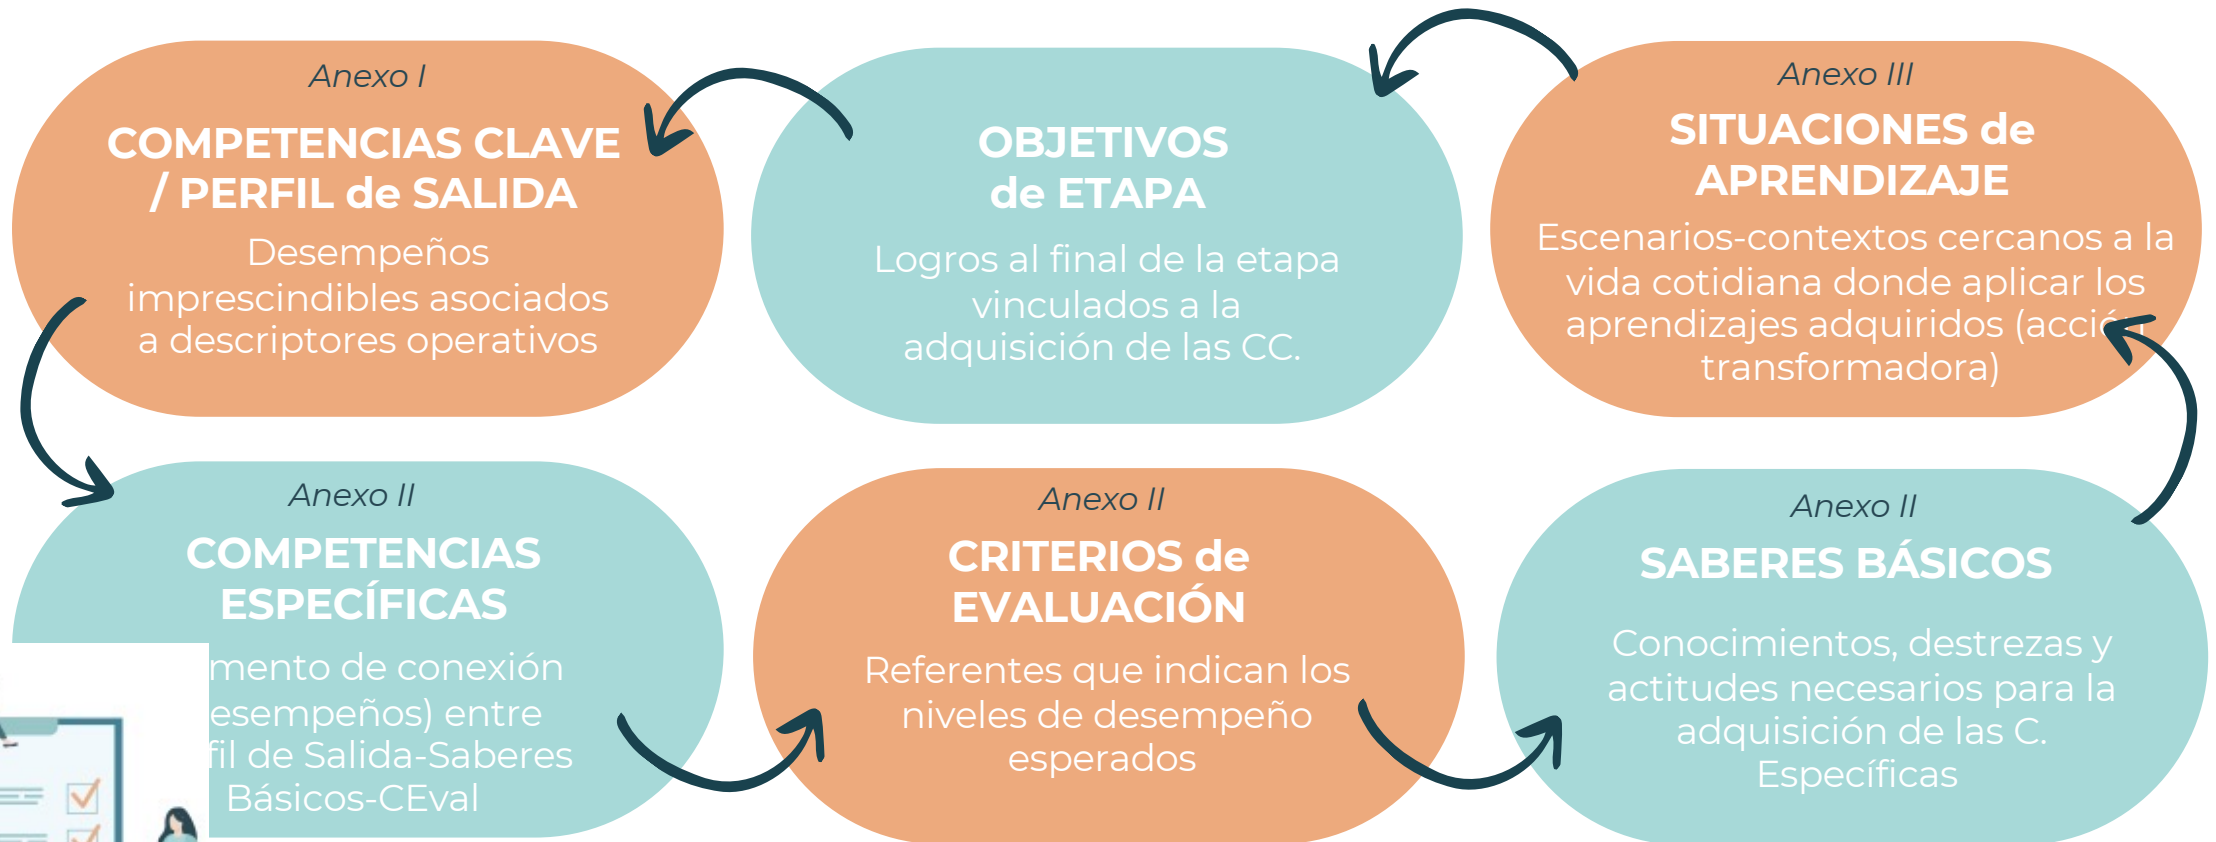 Anexo I
COMPETENCIAS CLAVE
/ PERFIL de SALIDA
Desempeños
imprescindibles asociados
a descriptores operativos
OBJETIVOS
de ETAPA
Logros al final de la etapa
vinculados a la
adquisición de las CC.
Anexo III
SITUACIONES de
APRENDIZAJE
Escenarios-contextos cercanos a la
vida cotidiana donde aplicar los
aprendizajes adquiridos (acción
transformadora)
Anexo II
COMPETENCIAS
ESPECÍFICAS
mento de conexión
esempeños) entre
fil de Salida-Saberes
Básicos-CEval
Anexo II
CRITERIOS de
EVALUACIÓN
Referentes que indican los
niveles de desempeño
esperados
Anexo II
SABERES BÁSICOS
Conocimientos, destrezas y
actitudes necesarios para la
adquisición de las C.
Específicas